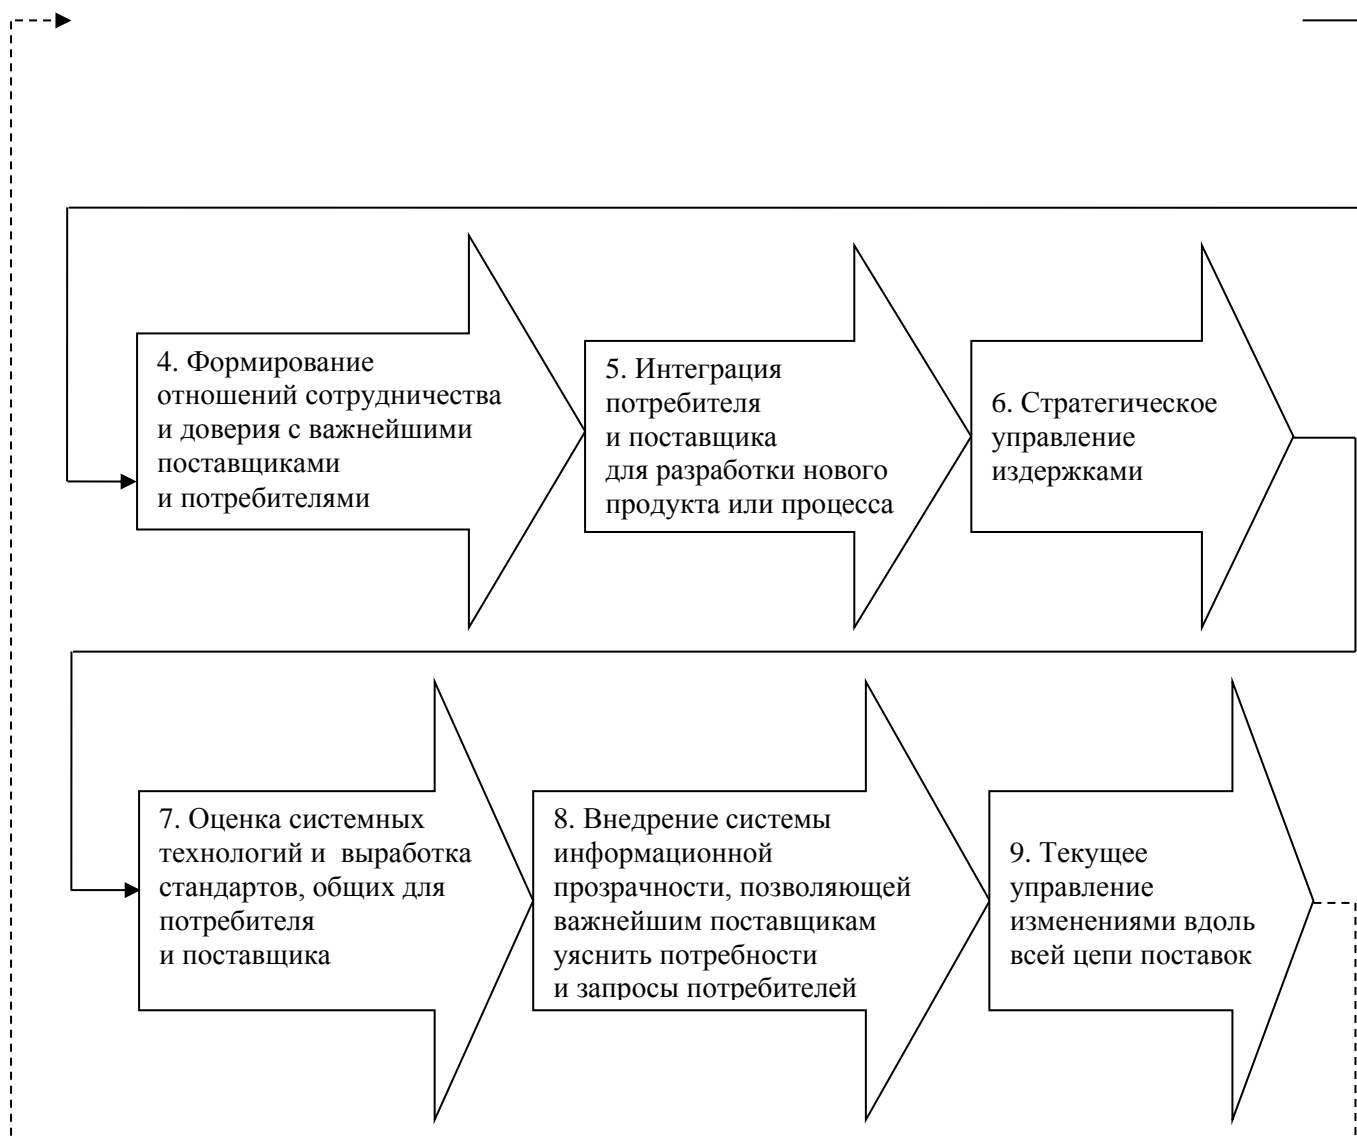 4. Формирование
отношений сотрудничества
и доверия с важнейшими
поставщиками
и потребителями
5. Интеграция
потребителя
и поставщика
для разработки нового
продукта или процесса
6. Стратегическое
управление
издержками
7. Оценка системных
технологий и выработка
стандартов, общих для
потребителя
и поставщика
8. Внедрение системы
информационной
прозрачности, позволяющей
важнейшим поставщикам
уяснить потребности
и запросы потребителей
9. Текущее
управление
изменениями вдоль
всей цепи поставок